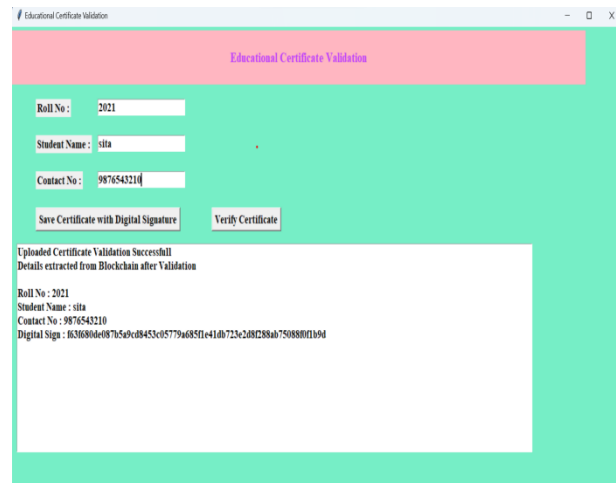 Educational Certificate Validation
Educational Certificate Validation
Roll No : 2021
Student Name : sita
Contact No : 9876543210
Save Certificate with Digital Signature Verify Certificate
Uploaded Certificate Validation Successfull
Details extracted from Blockchain after Validation
Roll No : 2021
Student Name : sita
Contact No : 9876543210
Digital Sign : f63f680de087b5a9cd8453c05779a685f1e41db723e2d8f288ab75088f0f1b9d